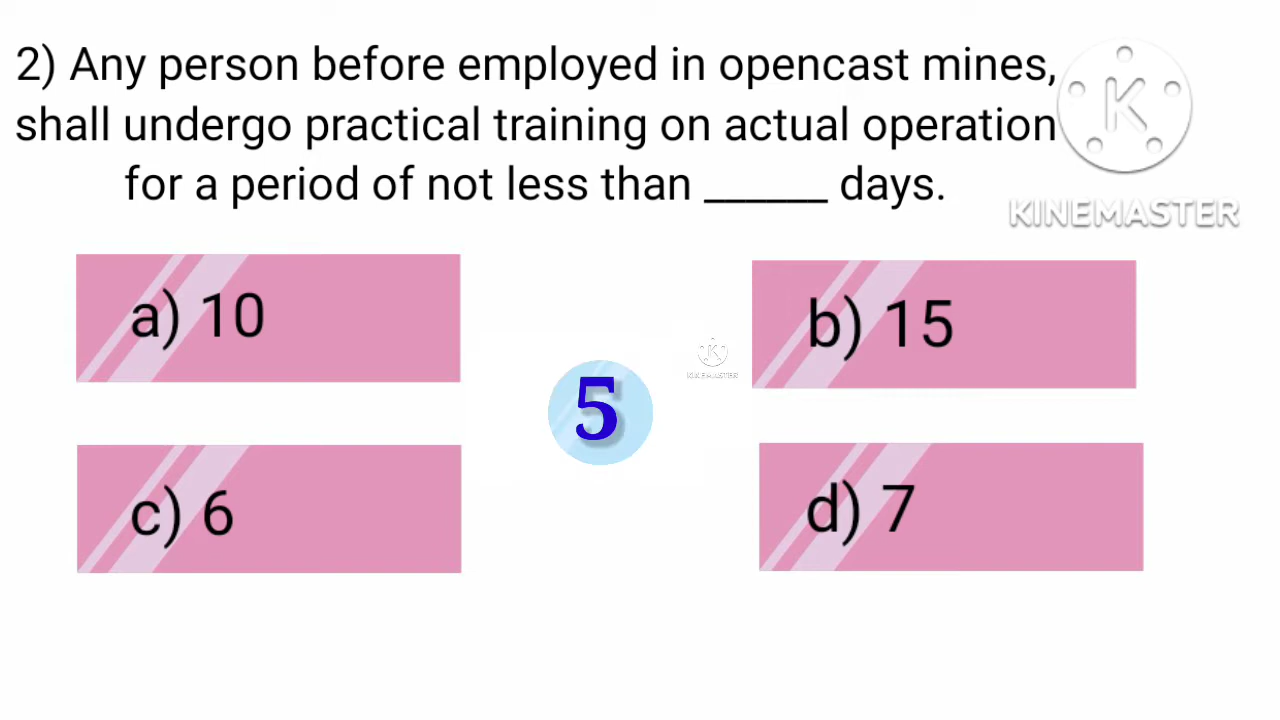 2) Any person before employed in opencast mines,
shall undergo practical training on actual operation
for a period of not less than ______ days.
K
KINEMASTER
a) 10
b) 15
K
KINEMASTER
5
c) 6
d) 7